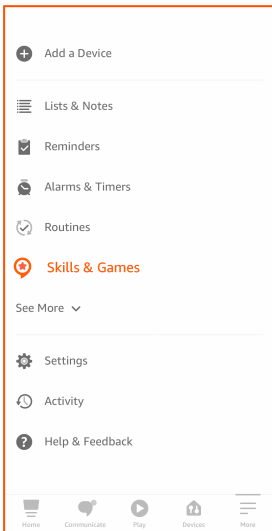 Add a Device
Lists & Notes
Reminders
Alarms & Timers
Routines
Skills & Games
See More
Settings
Activity
Help & Feedback
Home Communicate Play Devices More